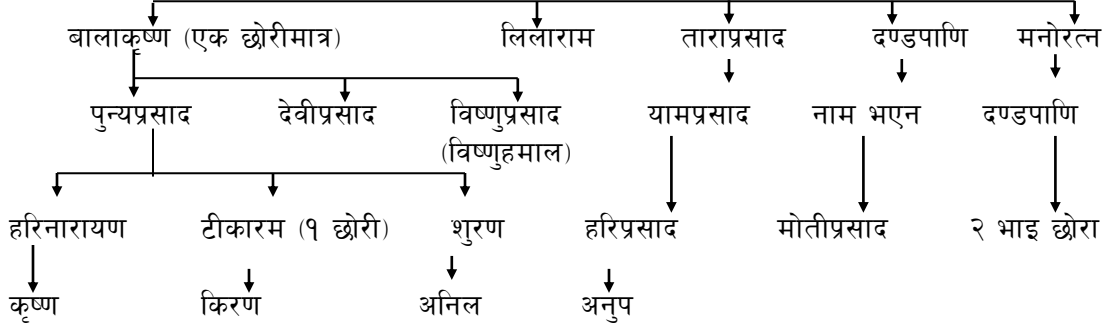 बालाकृष्ण (एक छोरीमात्र) लिलाराम ताराप्रसाद दण्डपाणि मनोरत्न
पुन्यप्रसाद देवीप्रसाद विष्णुप्रसाद यामप्रसाद नाम भएन दण्डपाणि
(विष्णुहमाल)
हरिनारायण टीकारम (१ छोरी) शुरण हरिप्रसाद मोतीप्रसाद २ भाइ छोरा
कृष्ण किरण अनिल अनुप